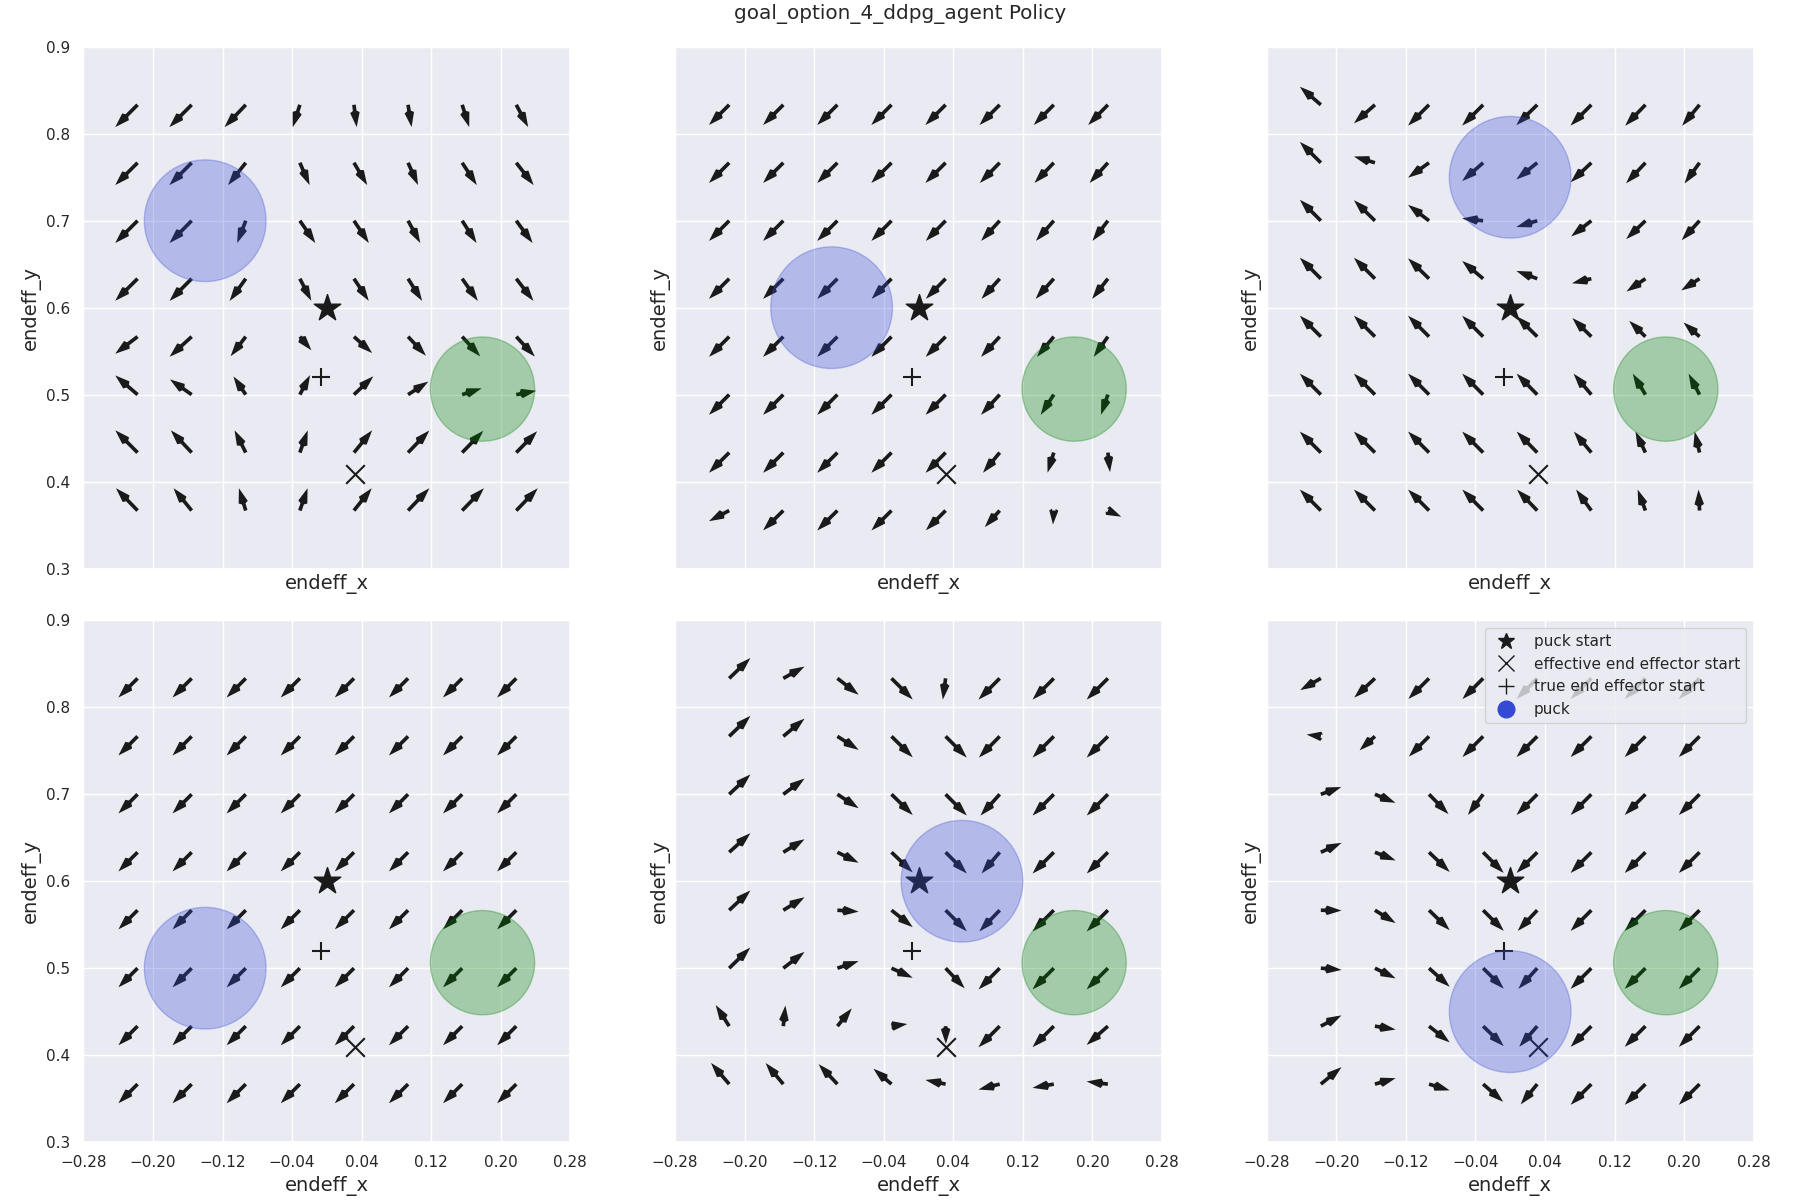 goal_option_4_ddpg_agent Policy
0.9
0.8
0.7
0.6
0.5
0.4
0.3
endeff_y
endeff_x
endeff_y
endeff_x
endeff_y
endeff_x
0.9
0.8
0.7
0.6
0.5
0.4
0.3
endeff_y
−0.28 −0.20 −0.12 −0.04 0.04 0.12 0.20 0.28
endeff_x
endeff_y
−0.28 −0.20 −0.12 −0.04 0.04 0.12 0.20 0.28
endeff_x
puck start
effective end effector start
true end effector start
puck
endeff_y
−0.28 −0.20 −0.12 −0.04 0.04 0.12 0.20 0.28
endeff_x